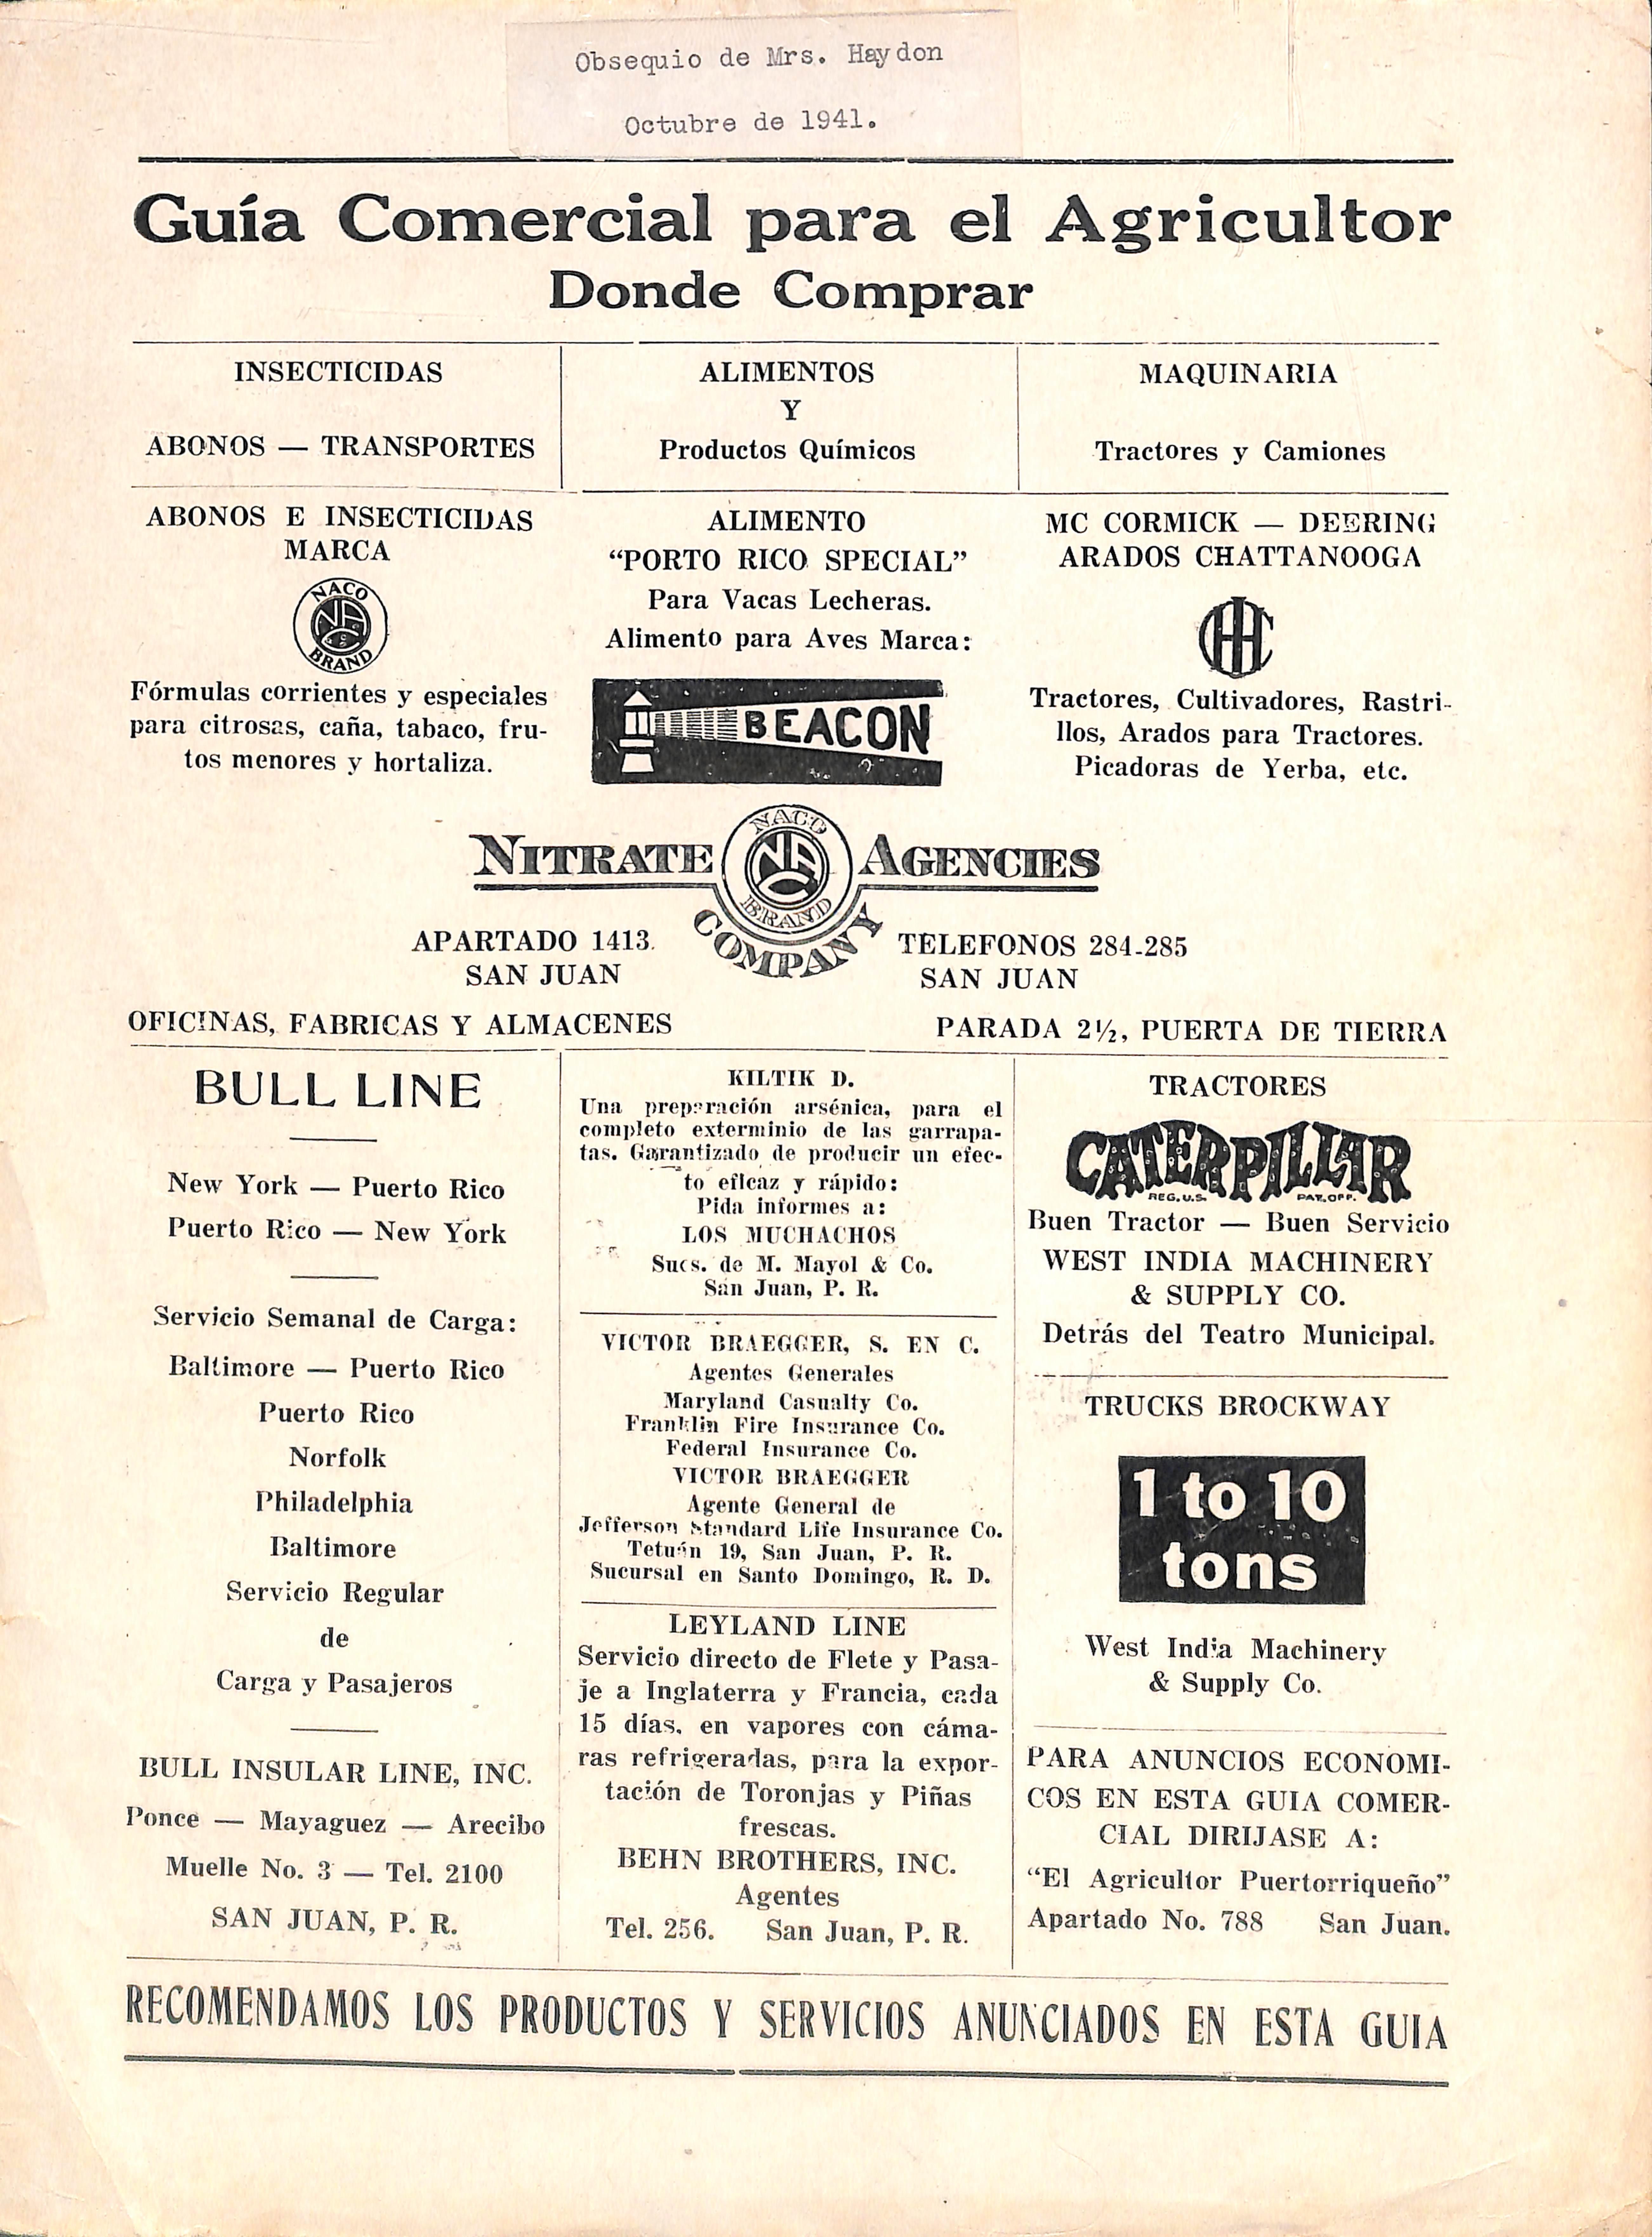 Obsequio de Mrs. Haydon
Octubre de 1941.
Guía Comercial para el Agricultor
Donde Comprar
INSECTICIDAS
ABONOS — TRANSPORTES
ALIMENTOS
Y
Productos Químicos
MAQUINARIA
Tractores y Camiones
ABONOS E INSECTICIDAS
MARCA
NACO
BRAND
Fórmulas corrientes y especiales
para citrosas, caña, tabaco, fru-
tos menores y hortaliza.
ALIMENTO
“PORTO RICO SPECIAL”
Para Vacas Lecheras.
Alimento para Aves Marca:
BEACON
MC CORMICK — DEERING
ARADOS CHATTANOOGA
IHC
Tractores, Cultivadores, Rastri-
llos, Arados para Tractores.
Picadoras de Yerba, etc.
NITRATE AGENCIES
NACO
BRAND
COMPANY
APARTADO 1413.
SAN JUAN
TELEFONOS 284-285
SAN JUAN
OFICINAS, FABRICAS Y ALMACENES
PARADA 2½, PUERTA DE TIERRA
BULL LINE
New York — Puerto Rico
Puerto Rico — New York
Servicio Semanal de Carga:
Baltimore — Puerto Rico
Puerto Rico
Norfolk
Philadelphia
Baltimore
Servicio Regular
de
Carga y Pasajeros
BULL INSULAR LINE, INC.
Ponce — Mayaguez — Arecibo
Muelle No. 3 — Tel. 2100
SAN JUAN, P. R.
KILTIK D.
Una preparación arsénica, para el
completo exterminio de las garrapa-
tas. Garantizado de producir un efec-
to eficaz y rápido:
Pida informes a:
LOS MUCHACHOS
Sucs. de M. Mayol & Co.
San Juan, P. R.
VICTOR BRAEGGER, S. EN C.
Agentes Generales
Maryland Casualty Co.
Franklin Fire Insurance Co.
Federal Insurance Co.
VICTOR BRAEGGER
Agente General de
Jefferson Standard Life Insurance Co.
Tetuán 19, San Juan, P. R.
Sucursal en Santo Domingo, R. D.
LEYLAND LINE
Servicio directo de Flete y Pasa-
je a Inglaterra y Francia, cada
15 días, en vapores con cáma-
ras refrigeradas, para la expor-
tación de Toronjas y Piñas
frescas.
BEHN BROTHERS, INC.
Agentes
Tel. 256. San Juan, P. R.
TRACTORES
CATERPILLAR
REG. U.S. PAT. OFF.
Buen Tractor — Buen Servicio
WEST INDIA MACHINERY
& SUPPLY CO.
Detrás del Teatro Municipal.
TRUCKS BROCKWAY
1 to 10
tons
West India Machinery
& Supply Co.
PARA ANUNCIOS ECONOMI-
COS EN ESTA GUIA COMER-
CIAL DIRIJASE A:
“El Agricultor Puertorriqueño”
Apartado No. 788 San Juan.
RECOMENDAMOS LOS PRODUCTOS Y SERVICIOS ANUNCIADOS EN ESTA GUIA